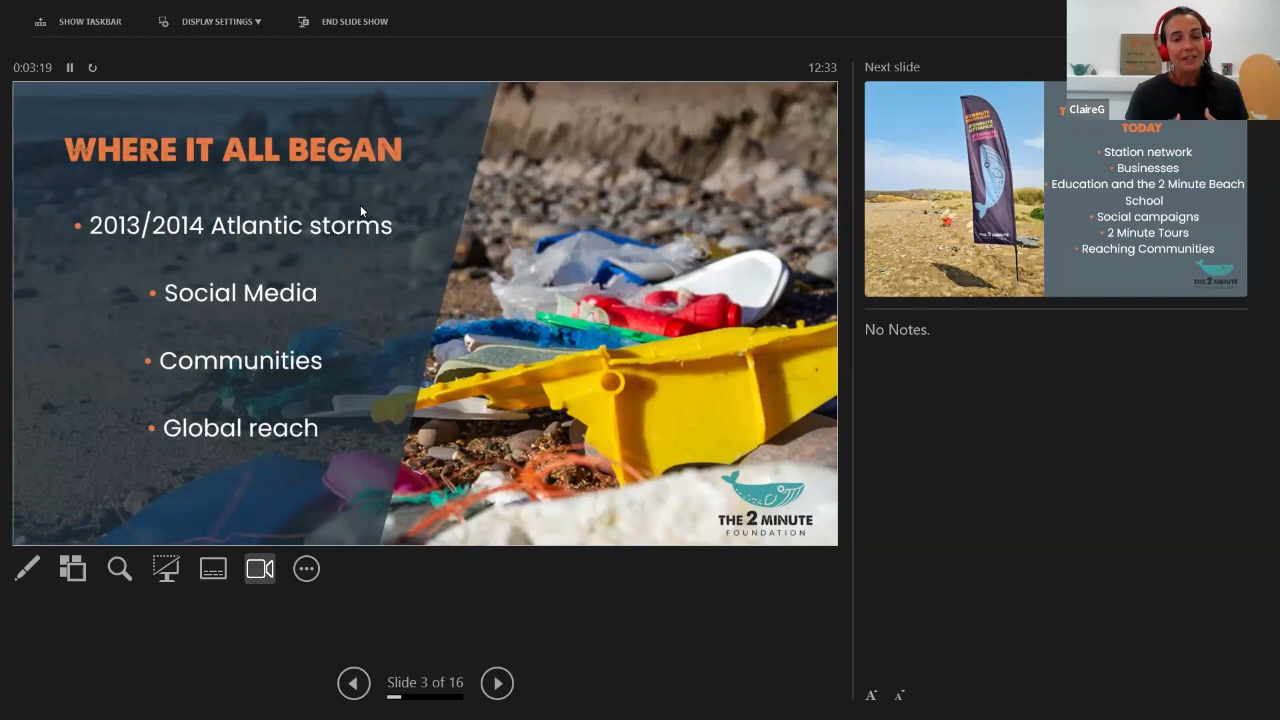 SHOW TASKBAR
DISPLAY SETTINGS ▼
END SLIDE SHOW
0:03:19
12:33
WHERE IT ALL BEGAN
• 2013/2014 Atlantic storms
• Social Media
• Communities
• Global reach
THE 2 MINUTE
FOUNDATION
Slide 3 of 16
Next slide
ClaireG
TODAY
• Station network
• Businesses
• Education and the 2 Minute Beach
School
• Social campaigns
• 2 Minute Tours
• Reaching Communities
THE 2 MINUTE
No Notes.
A
A